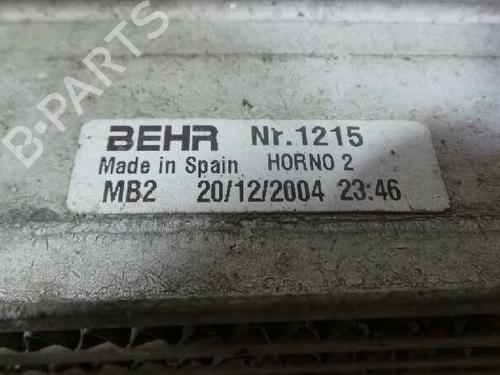 B-PARTS
BEHR Nr.1215
Made in Spain HORNO 2
MB2 20/12/2004 23:46